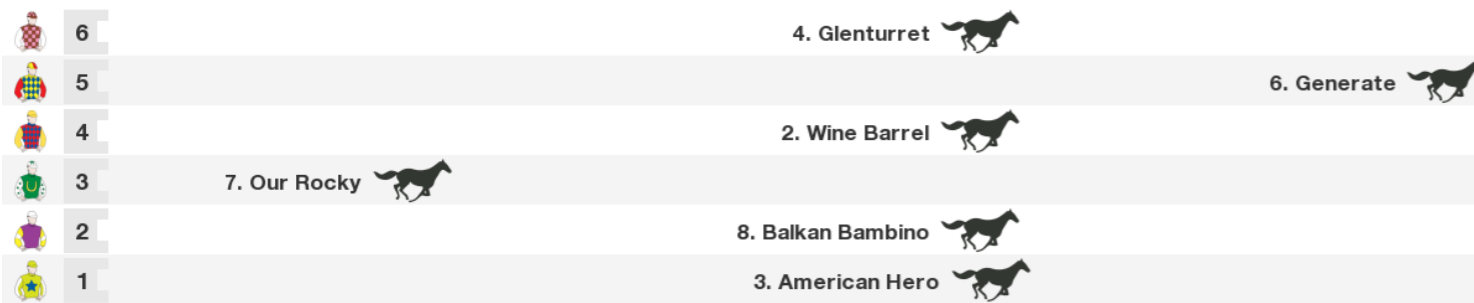 6 4. Glenturret
5 6. Generate
4 2. Wine Barrel
3 7. Our Rocky
2 8. Balkan Bambino
1 3. American Hero